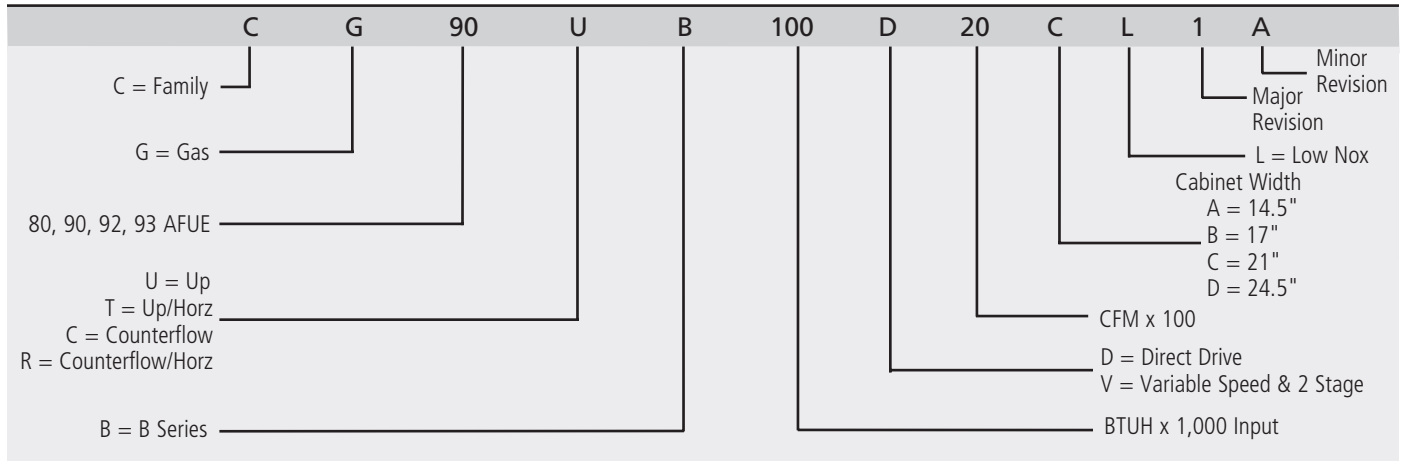 C G 90 U B 100 D 20 C L 1 A
C = Family
G = Gas
80, 90, 92, 93 AFUE
U = Up
T = Up/Horz
C = Counterflow
R = Counterflow/Horz
B = B Series
Minor
Revision
Major
Revision
L = Low Nox
Cabinet Width
A = 14.5"
B = 17"
C = 21"
D = 24.5"
CFM x 100
D = Direct Drive
V = Variable Speed & 2 Stage
BTUH x 1,000 Input